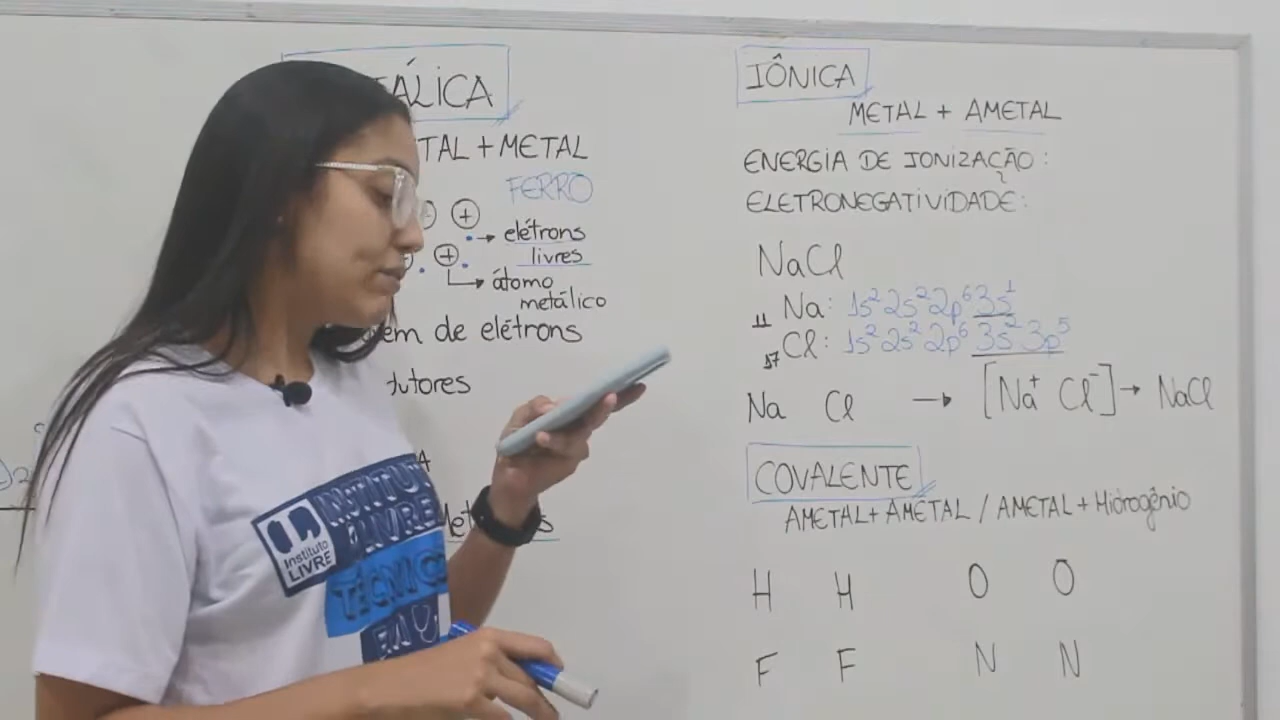 ÁLICA
TAL + METAL
FERRO
elétrons
livres
átomo
metálico
em de elétrons
tutores
INSTITUTO
LIVRE
TÉCNICO
EM
Instituto
LIVRE
IÔNICA
METAL + AMETAL
ENERGIA DE IONIZAÇÃO:
ELETRONEGATIVIDADE:
NaCl
11 Na: 1s² 2s² 2p⁶ 3s¹
17 Cl: 1s² 2s² 2p⁶ 3s² 3p⁵
Na Cl → [Na⁺ Cl⁻] → NaCl
COVALENTE
AMETAL + AMETAL / AMETAL + Hidrogênio
H H O O
F F N N